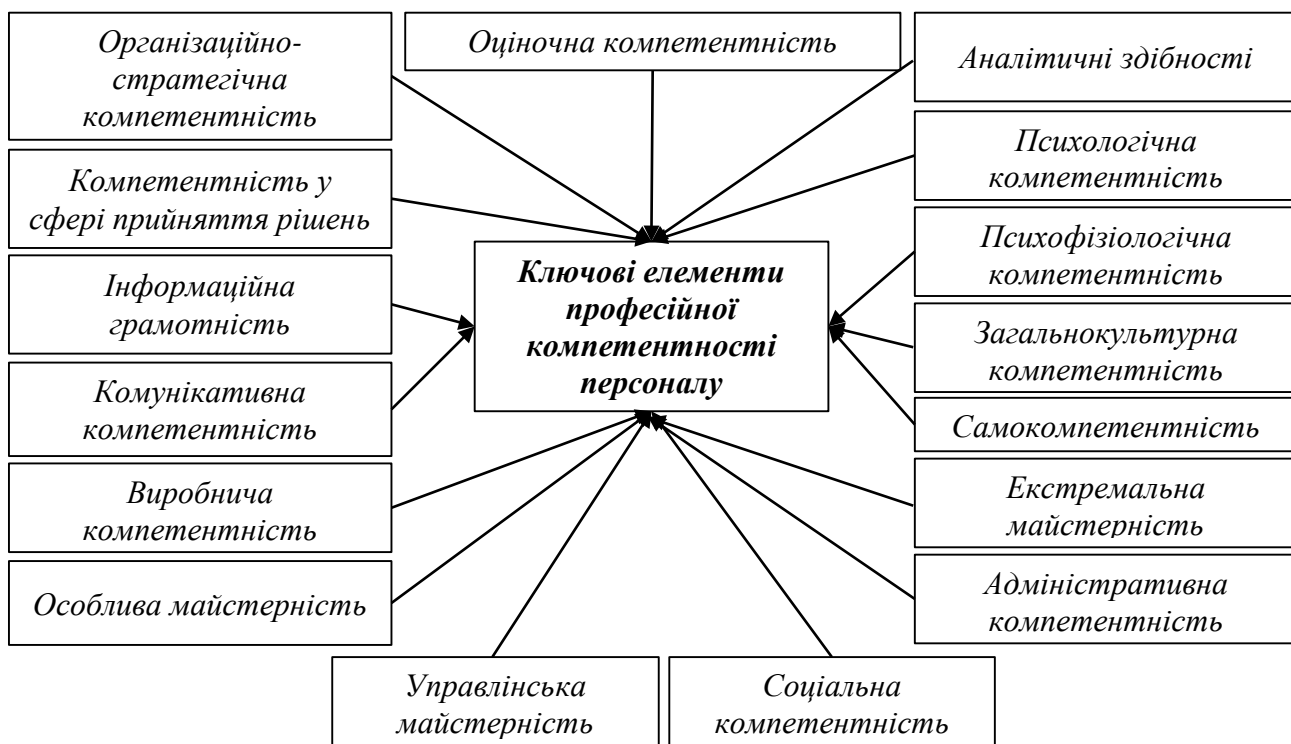 Організаційно-
стратегічна
компетентність
Оціночна компетентність
Аналітичні здібності
Компетентність у
сфері прийняття рішень
Психологічна
компетентність
Інформаційна
грамотність
Ключові елементи
професійної
компетентності
персоналу
Психофізіологічна
компетентність
Комунікативна
компетентність
Загальнокультурна
компетентність
Самокомпетентність
Виробнича
компетентність
Екстремальна
майстерність
Особлива майстерність
Адміністративна
компетентність
Управлінська
майстерність
Соціальна
компетентність